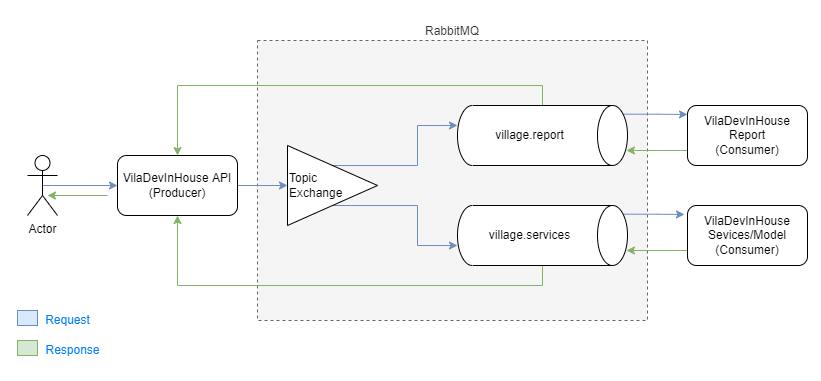 RabbitMQ
village.report
VilaDevInHouse
Report
(Consumer)
VilaDevInHouse API
(Producer)
Topic
Exchange
Actor
village.services
VilaDevInHouse
Sevices/Model
(Consumer)
Request
Response